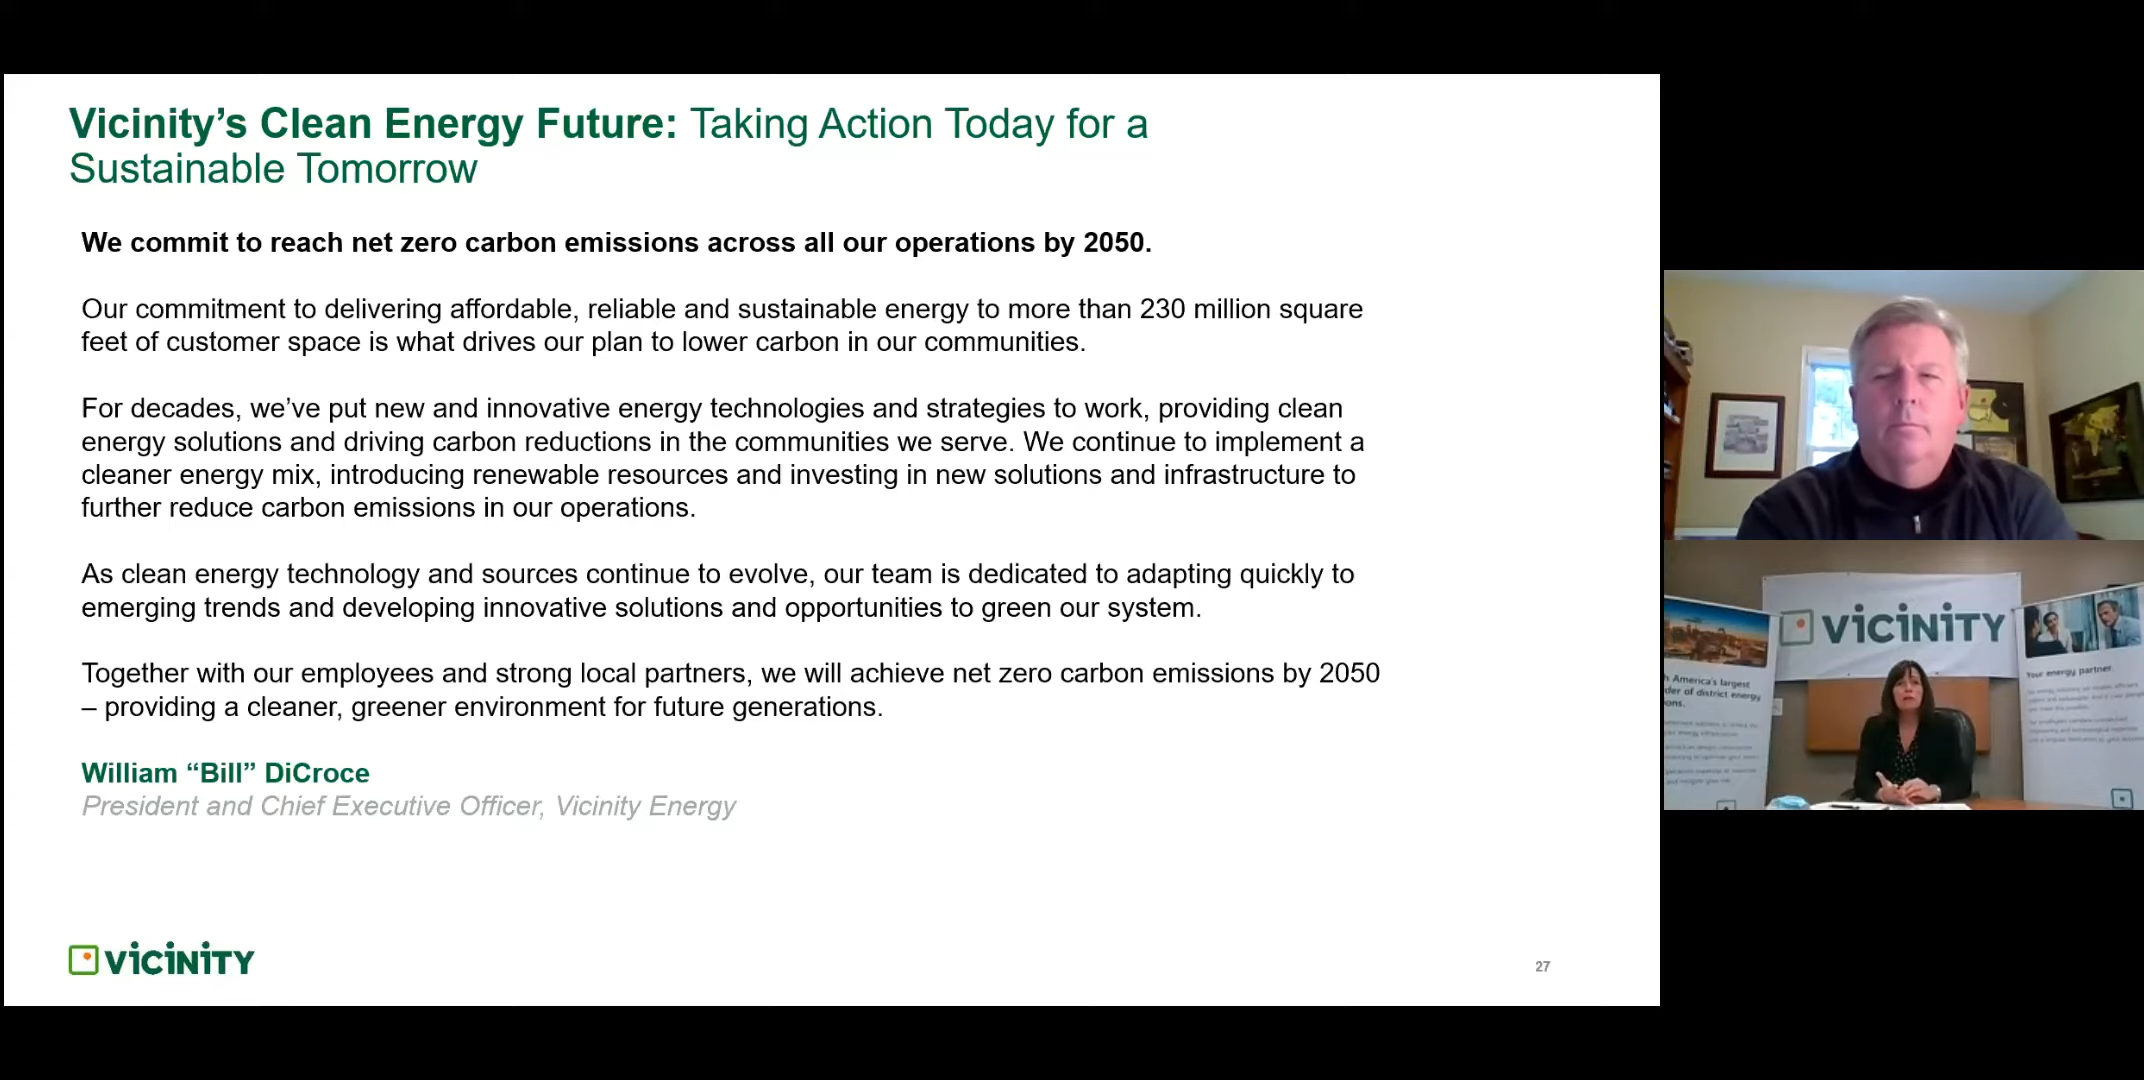 Vicinity’s Clean Energy Future: Taking Action Today for a
Sustainable Tomorrow
We commit to reach net zero carbon emissions across all our operations by 2050.
Our commitment to delivering affordable, reliable and sustainable energy to more than 230 million square
feet of customer space is what drives our plan to lower carbon in our communities.
For decades, we’ve put new and innovative energy technologies and strategies to work, providing clean
energy solutions and driving carbon reductions in the communities we serve. We continue to implement a
cleaner energy mix, introducing renewable resources and investing in new solutions and infrastructure to
further reduce carbon emissions in our operations.
As clean energy technology and sources continue to evolve, our team is dedicated to adapting quickly to
emerging trends and developing innovative solutions and opportunities to green our system.
Together with our employees and strong local partners, we will achieve net zero carbon emissions by 2050
– providing a cleaner, greener environment for future generations.
William “Bill” DiCroce
President and Chief Executive Officer, Vicinity Energy
ViCiNiTY
27
ViCiNiTY
h America's largest
der of district energy
ons.
Your energy partner.